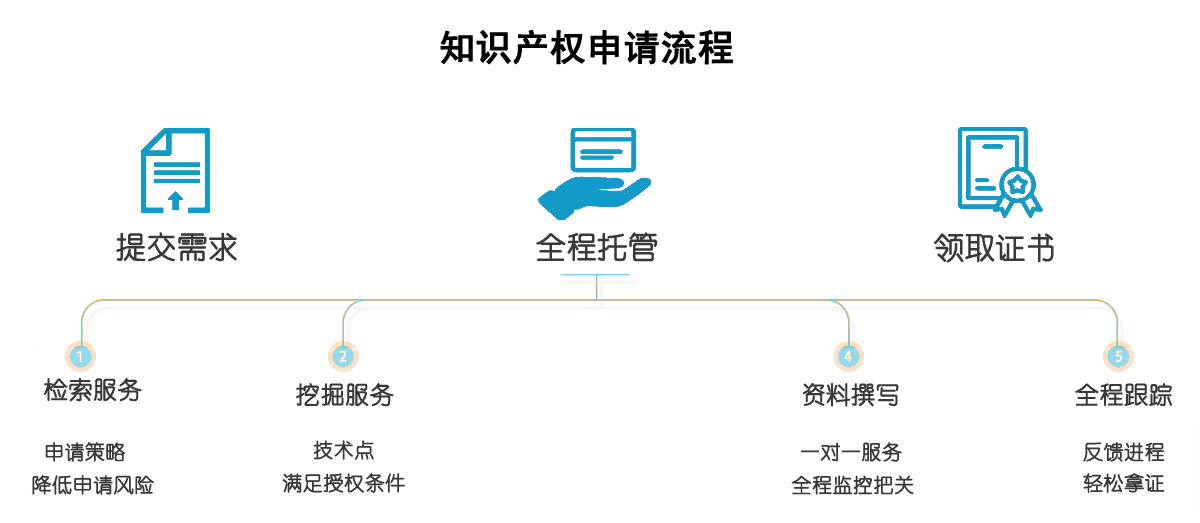 知识产权申请流程
提交需求
全程托管
领取证书
1
2
4
5
检索服务
挖掘服务
资料撰写
全程跟踪
申请策略
降低申请风险
技术点
满足授权条件
一对一服务
全程监控把关
反馈进程
轻松拿证